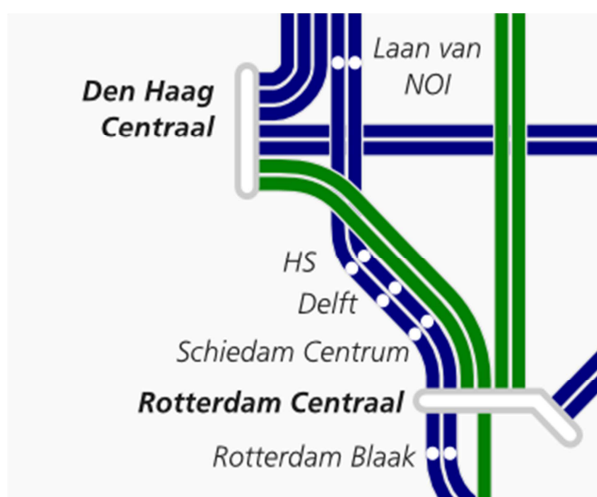 Laan van
NOI
Den Haag
Centraal
HS
Delft
Schiedam Centrum
Rotterdam Centraal
Rotterdam Blaak